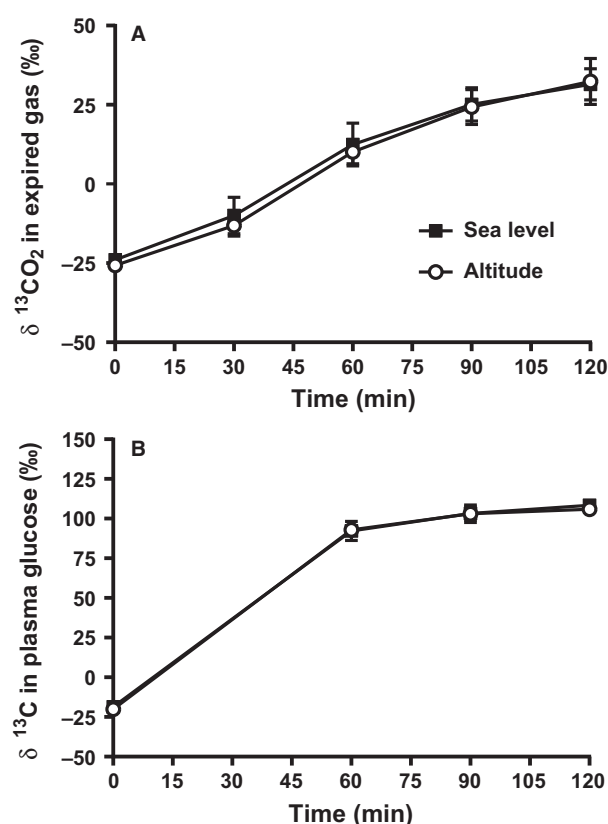 A
δ ¹³CO₂ in expired gas (‰)
50
25
0
–25
–50
Sea level
Altitude
0 15 30 45 60 75 90 105 120
Time (min)
B
δ ¹³C in plasma glucose (‰)
150
125
100
75
50
25
0
–25
–50
0 15 30 45 60 75 90 105 120
Time (min)